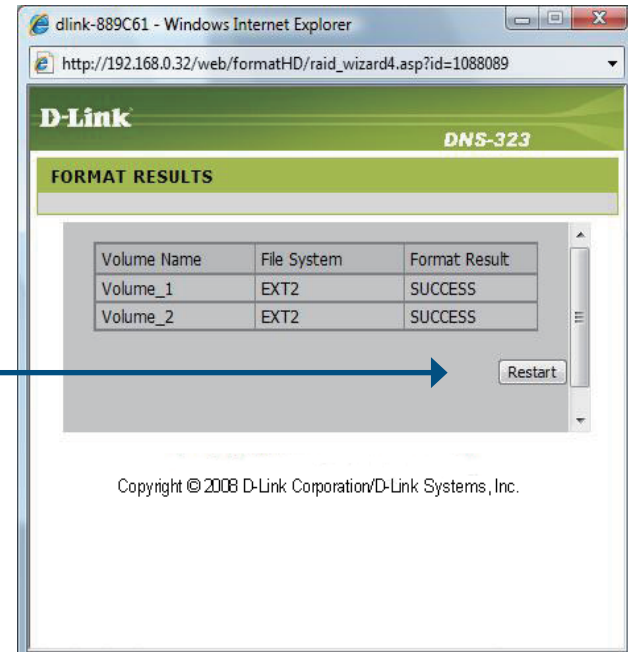 dlink-889C61 - Windows Internet Explorer
http://192.168.0.32/web/formatHD/raid_wizard4.asp?id=1088089
D-Link
DNS-323
FORMAT RESULTS
Volume Name File System Format Result
Volume_1 EXT2 SUCCESS
Volume_2 EXT2 SUCCESS
Restart
Copyright © 2008 D-Link Corporation/D-Link Systems, Inc.